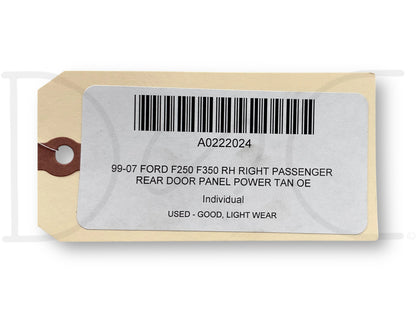 A0222024
99-07 FORD F250 F350 RH RIGHT PASSENGER
REAR DOOR PANEL POWER TAN OE
Individual
USED - GOOD, LIGHT WEAR